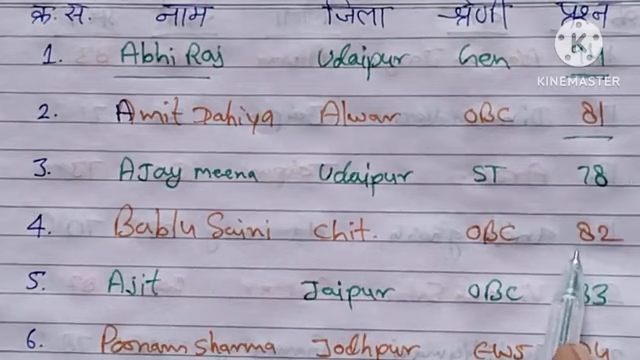 क्र. स. नाम जिला श्रेणी प्रश्न
1. Abhi Raj Udaipur Gen
2. Amit Dahiya Alwar OBC 81
3. Ajay meena Udaipur ST 78
4. Bablu Saini Chit. OBC 82
5. Ajit Jaipur OBC
6. Poonam Sharma Jodhpur EWS
KINEMASTER